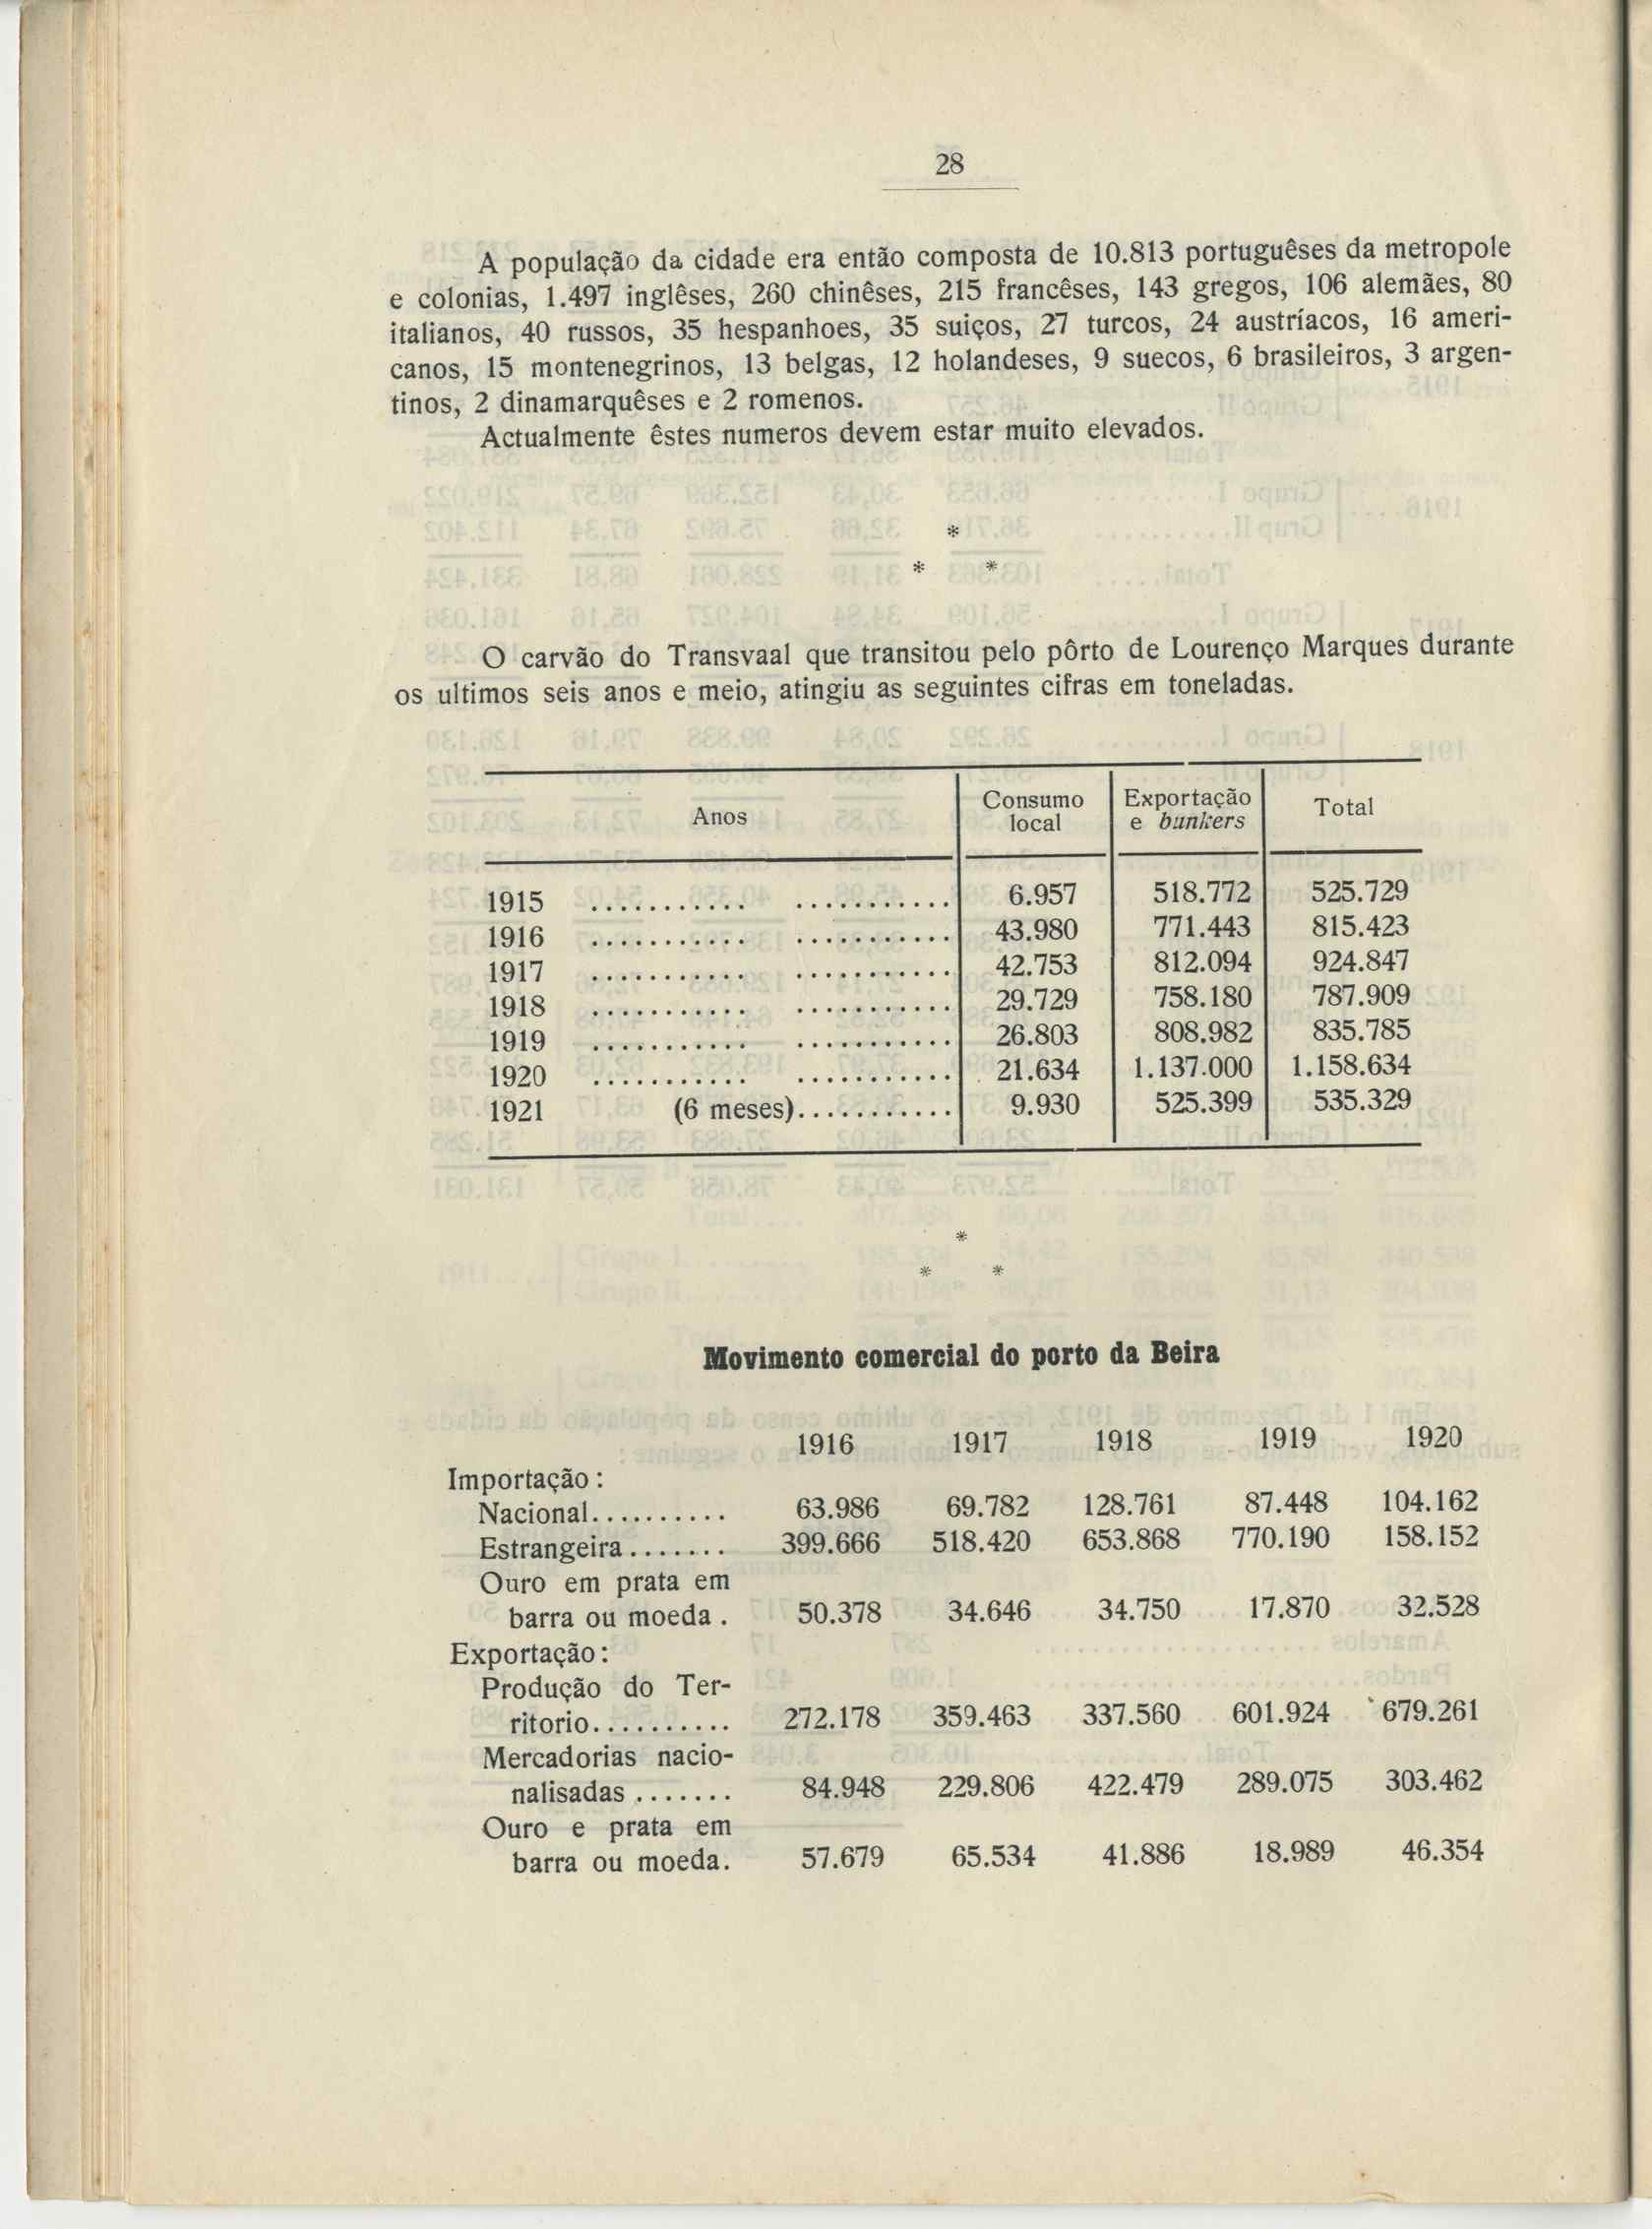 28
A população da cidade era então composta de 10.813 portuguêses da metropole
e colonias, 1.497 inglêses, 260 chinêses, 215 francêses, 143 gregos, 106 alemães, 80
italianos, 40 russos, 35 hespanhoes, 35 suiços, 27 turcos, 24 austríacos, 16 ameri-
canos, 15 montenegrinos, 13 belgas, 12 holandeses, 9 suecos, 6 brasileiros, 3 argen-
tinos, 2 dinamarquêses e 2 romenos.
Actualmente êstes numeros devem estar muito elevados.
*
* *
O carvão do Transvaal que transitou pelo pôrto de Lourenço Marques durante
os ultimos seis anos e meio, atingiu as seguintes cifras em toneladas.
Anos Consumo local Exportação e bunkers Total
1915 ........... ........... 6.957 518.772 525.729
1916 ........... ........... 43.980 771.443 815.423
1917 ........... ........... 42.753 812.094 924.847
1918 ........... ........... 29.729 758.180 787.909
1919 ........... ........... 26.803 808.982 835.785
1920 ........... ........... 21.634 1.137.000 1.158.634
1921 (6 meses)........... 9.930 525.399 535.329
*
* *
Movimento comercial do porto da Beira
1916 1917 1918 1919 1920
Importação:
Nacional.......... 63.986 69.782 128.761 87.448 104.162
Estrangeira....... 399.666 518.420 653.868 770.190 158.152
Ouro em prata em
barra ou moeda. 50.378 34.646 34.750 17.870 32.528
Exportação:
Produção do Ter-
ritorio.......... 272.178 359.463 337.560 601.924 679.261
Mercadorias nacio-
nalisadas....... 84.948 229.806 422.479 289.075 303.462
Ouro e prata em
barra ou moeda. 57.679 65.534 41.886 18.989 46.354